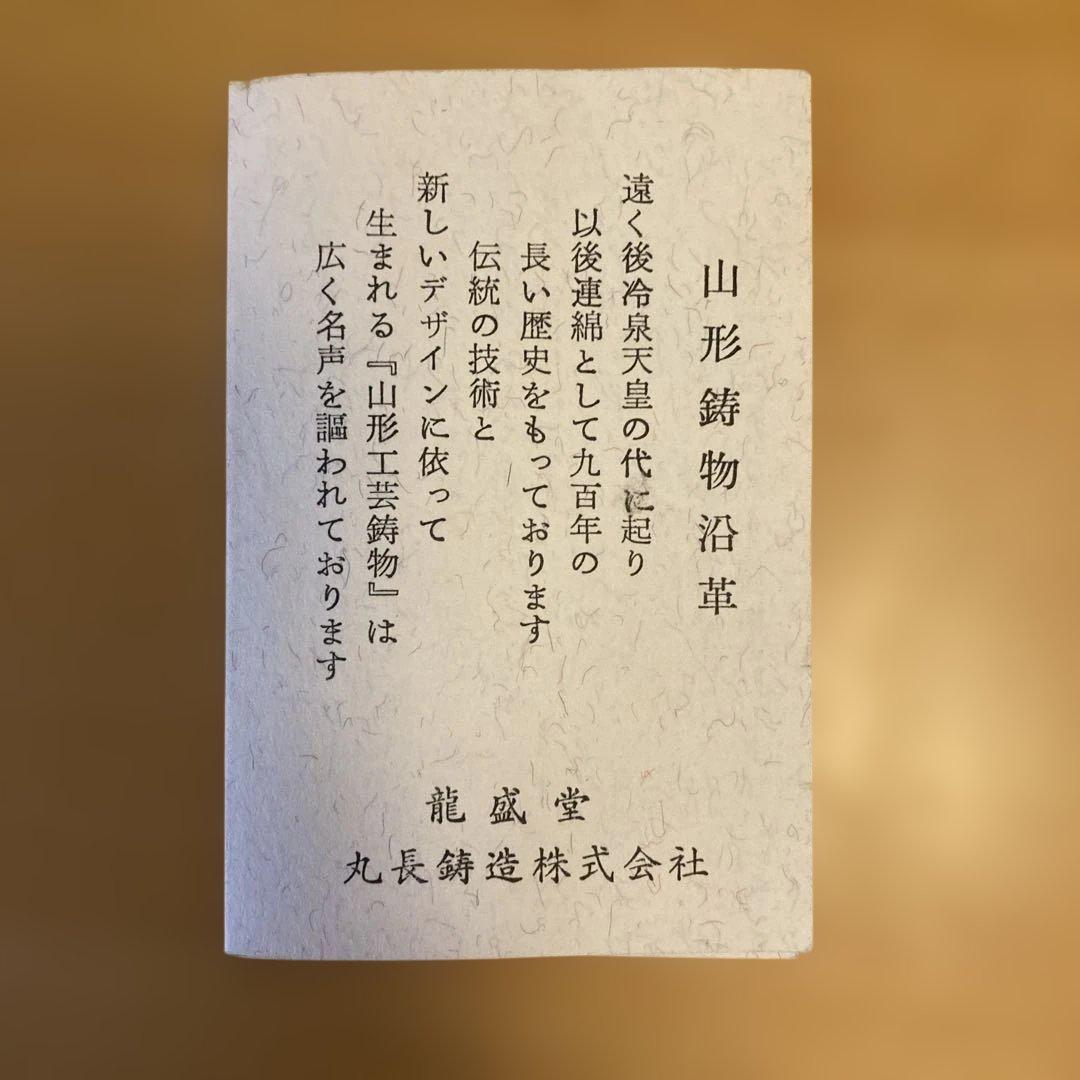 山形鋳物沿革
遠く後冷泉天皇の代に起り
以後連綿として九百年の
長い歴史をもっております
伝統の技術と
新しいデザインに依って
生まれる『山形工芸鋳物』は
広く名声を謳われております
龍盛堂
丸長鋳造株式会社